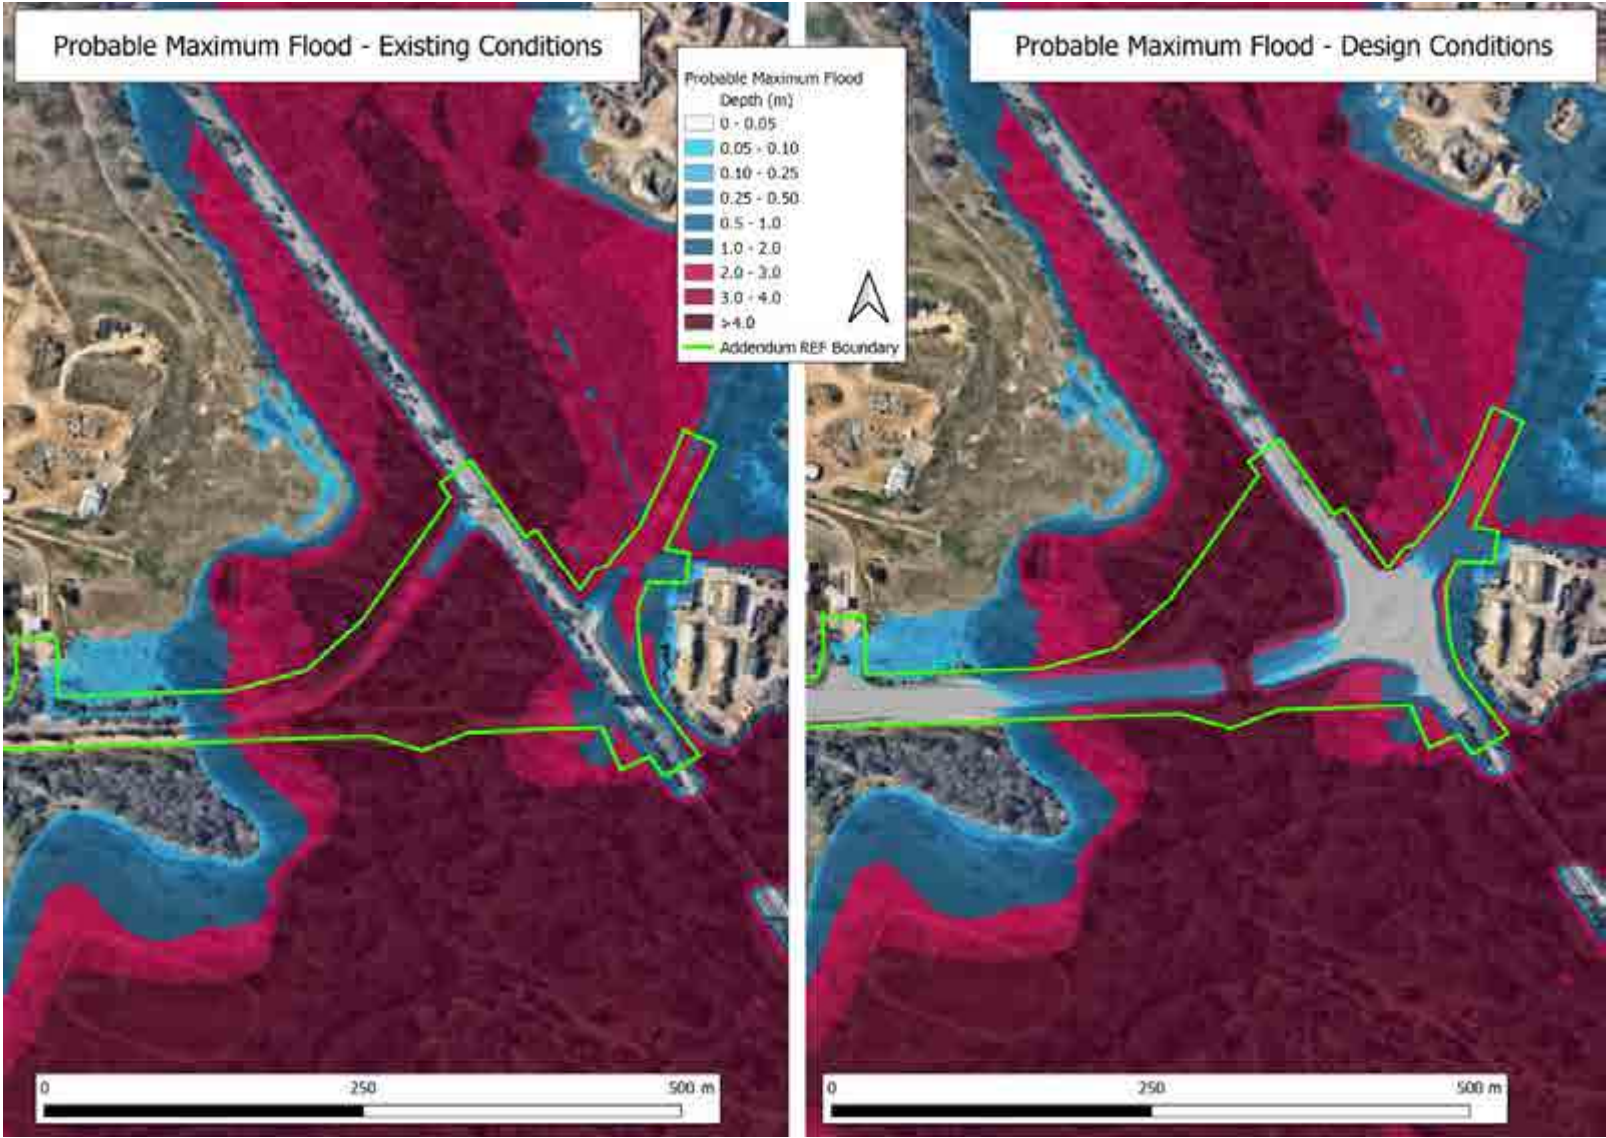 Probable Maximum Flood - Existing Conditions
Probable Maximum Flood - Design Conditions
Probable Maximum Flood
Depth (m)
0 - 0.05
0.05 - 0.10
0.10 - 0.25
0.25 - 0.50
0.5 - 1.0
1.0 - 2.0
2.0 - 3.0
3.0 - 4.0
>4.0
Addendum REF Boundary
0 250 500 m
0 250 500 m